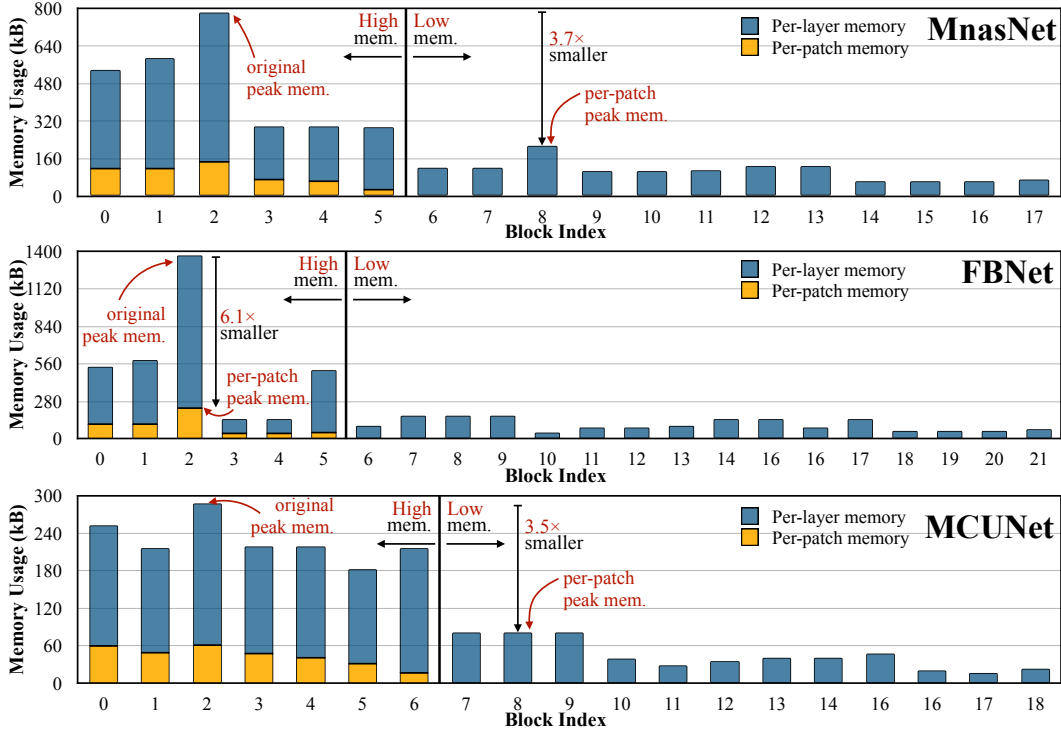 Memory Usage (kB)
800
640
480
320
160
0
original
peak mem.
High
mem.
Low
mem.
3.7×
smaller
per-patch
peak mem.
Per-layer memory
Per-patch memory
MnasNet
0 1 2 3 4 5 6 7 8 9 10 11 12 13 14 15 16 17
Block Index
Memory Usage (kB)
1400
1120
840
560
280
0
original
peak mem.
6.1×
smaller
per-patch
peak mem.
High
mem.
Low
mem.
Per-layer memory
Per-patch memory
FBNet
0 1 2 3 4 5 6 7 8 9 10 11 12 13 14 16 16 17 18 19 20 21
Block Index
Memory Usage (kB)
300
240
180
120
60
0
original
peak mem.
High
mem.
Low
mem.
3.5×
smaller
per-patch
peak mem.
Per-layer memory
Per-patch memory
MCUNet
0 1 2 3 4 5 6 7 8 9 10 11 12 13 14 16 16 17 18
Block Index